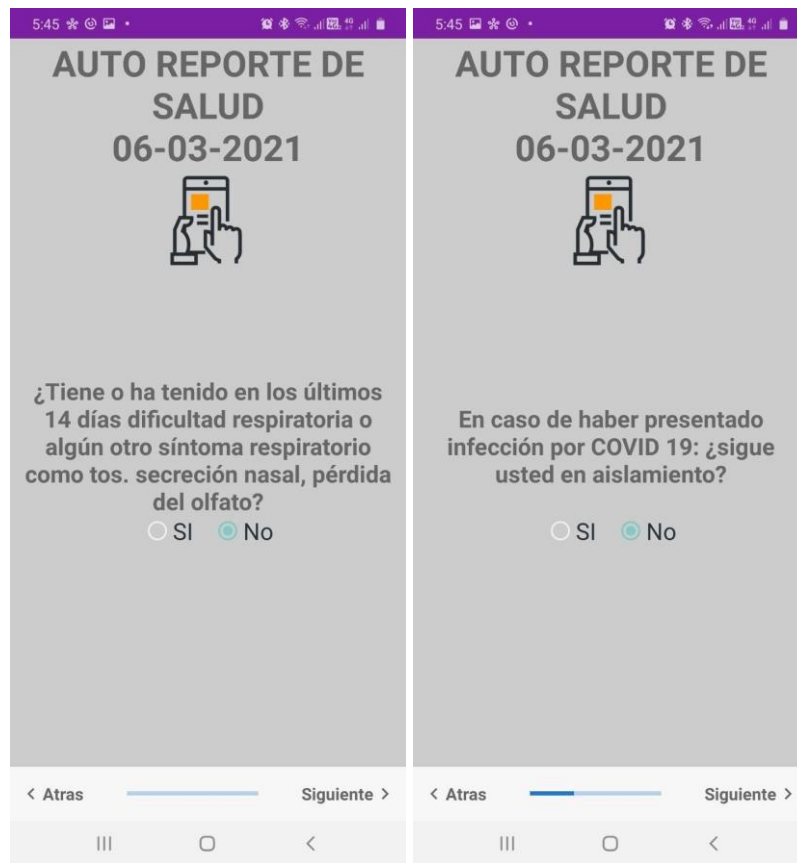 5:45
AUTO REPORTE DE
SALUD
06-03-2021
¿Tiene o ha tenido en los últimos
14 días dificultad respiratoria o
algún otro síntoma respiratorio
como tos. secreción nasal, pérdida
del olfato?
SI No
< Atras Siguiente >
5:45
AUTO REPORTE DE
SALUD
06-03-2021
En caso de haber presentado
infección por COVID 19: ¿sigue
usted en aislamiento?
SI No
< Atras Siguiente >